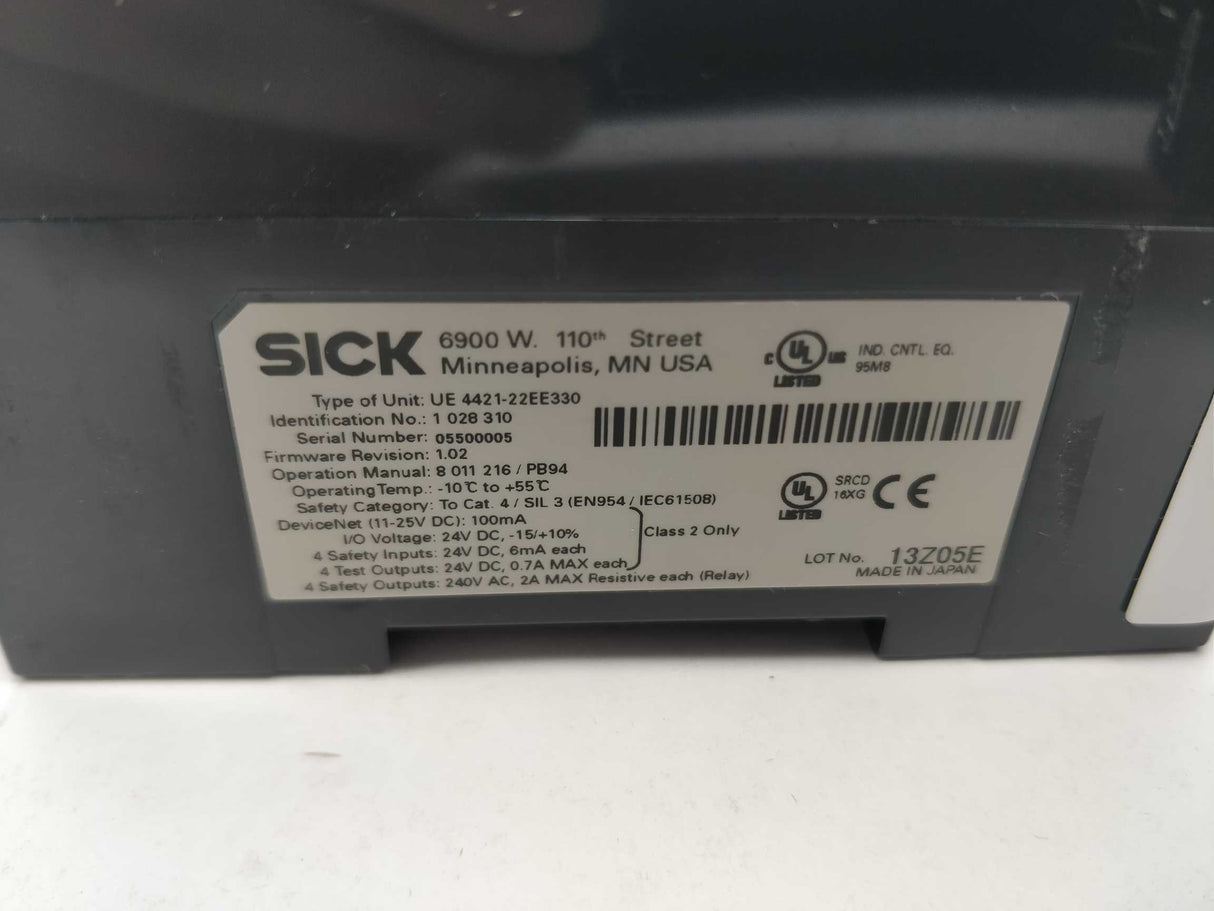 SICK 6900 W. 110th Street
Minneapolis, MN USA
C UL US LISTED
IND. CNTL. EQ.
95M8
Type of Unit: UE 4421-22EE330
Identification No.: 1 028 310
Serial Number: 05500005
Firmware Revision: 1.02
Operation Manual: 8 011 216 / PB94
Operating Temp.: -10℃ to +55℃
Safety Category: To Cat. 4 / SIL 3 (EN954 / IEC61508)
DeviceNet (11-25V DC): 100mA
I/O Voltage: 24V DC, -15/+10%
4 Safety Inputs: 24V DC, 6mA each
4 Test Outputs: 24V DC, 0.7A MAX each
Class 2 Only
4 Safety Outputs: 240V AC, 2A MAX Resistive each (Relay)
UL LISTED
SRCD
16XG
CE
LOT No. 13Z05E
MADE IN JAPAN